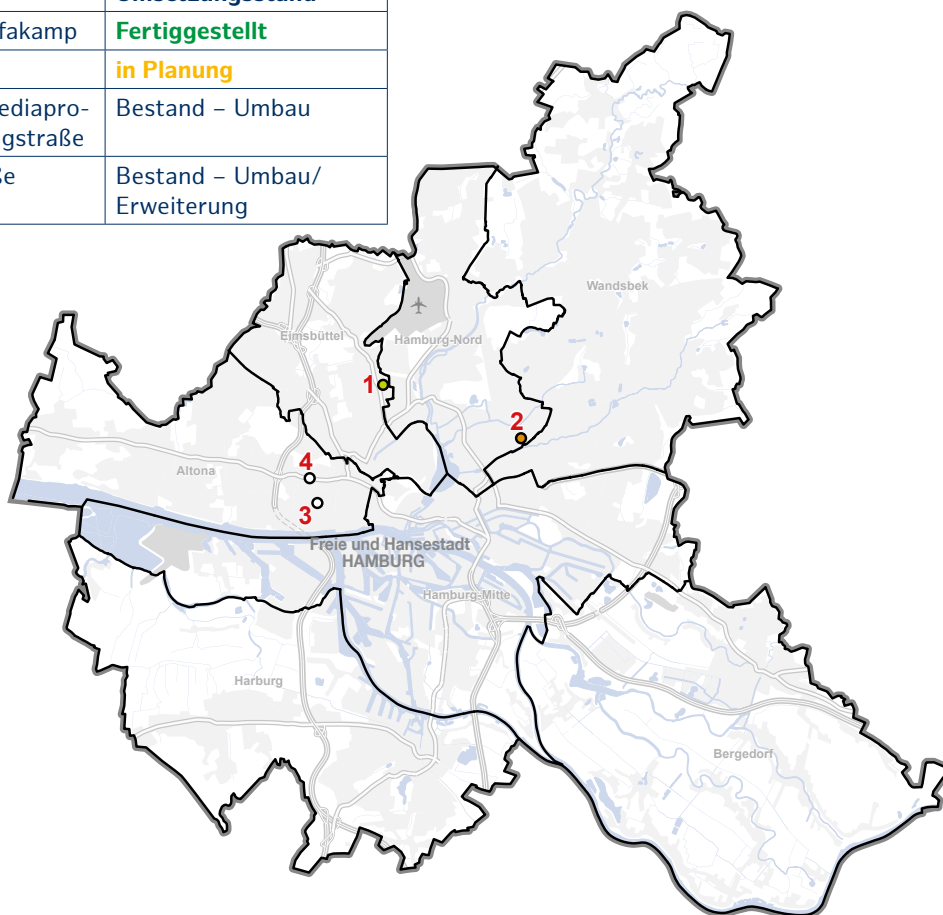 Umsetzungsstand
fakamp Fertiggestellt
in Planung
ediapro-
gstraße
Bestand – Umbau
ße
Bestand – Umbau/
Erweiterung
Wandsbek
Eimsbüttel
Hamburg-Nord
1
2
Altona
4
3
Freie und Hansestadt
HAMBURG
Hamburg-Mitte
Harburg
Bergedorf